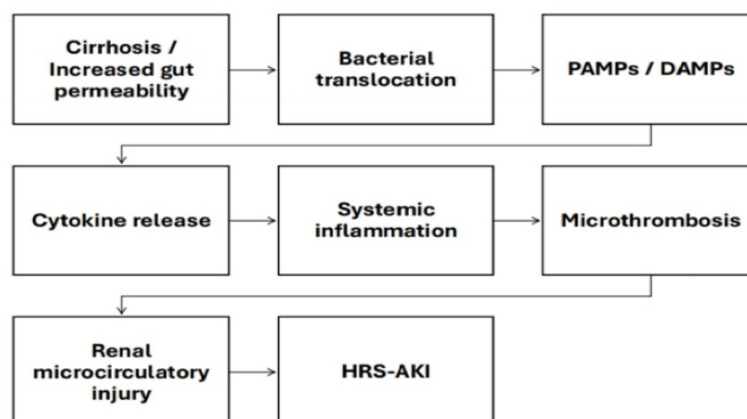 Cirrhosis /
Increased gut
permeability
Bacterial
translocation
PAMPs / DAMPs
Cytokine release
Systemic
inflammation
Microthrombosis
Renal
microcirculatory
injury
HRS-AKI